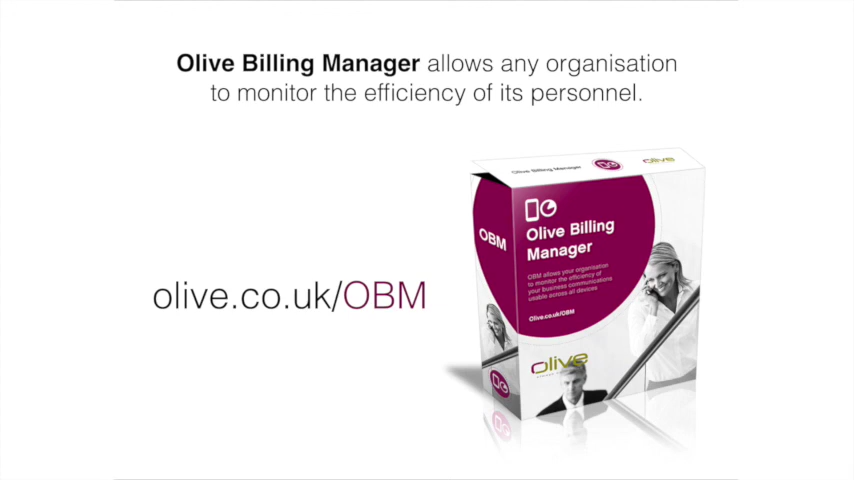 Olive Billing Manager allows any organisation
to monitor the efficiency of its personnel.
Olive Billing Manager
olive
OBM
Olive Billing
Manager
OBM allows your organisation
to monitor the efficiency of
your business communications
usable across all devices
Olive.co.uk/OBM
olive.co.uk/OBM
Olive